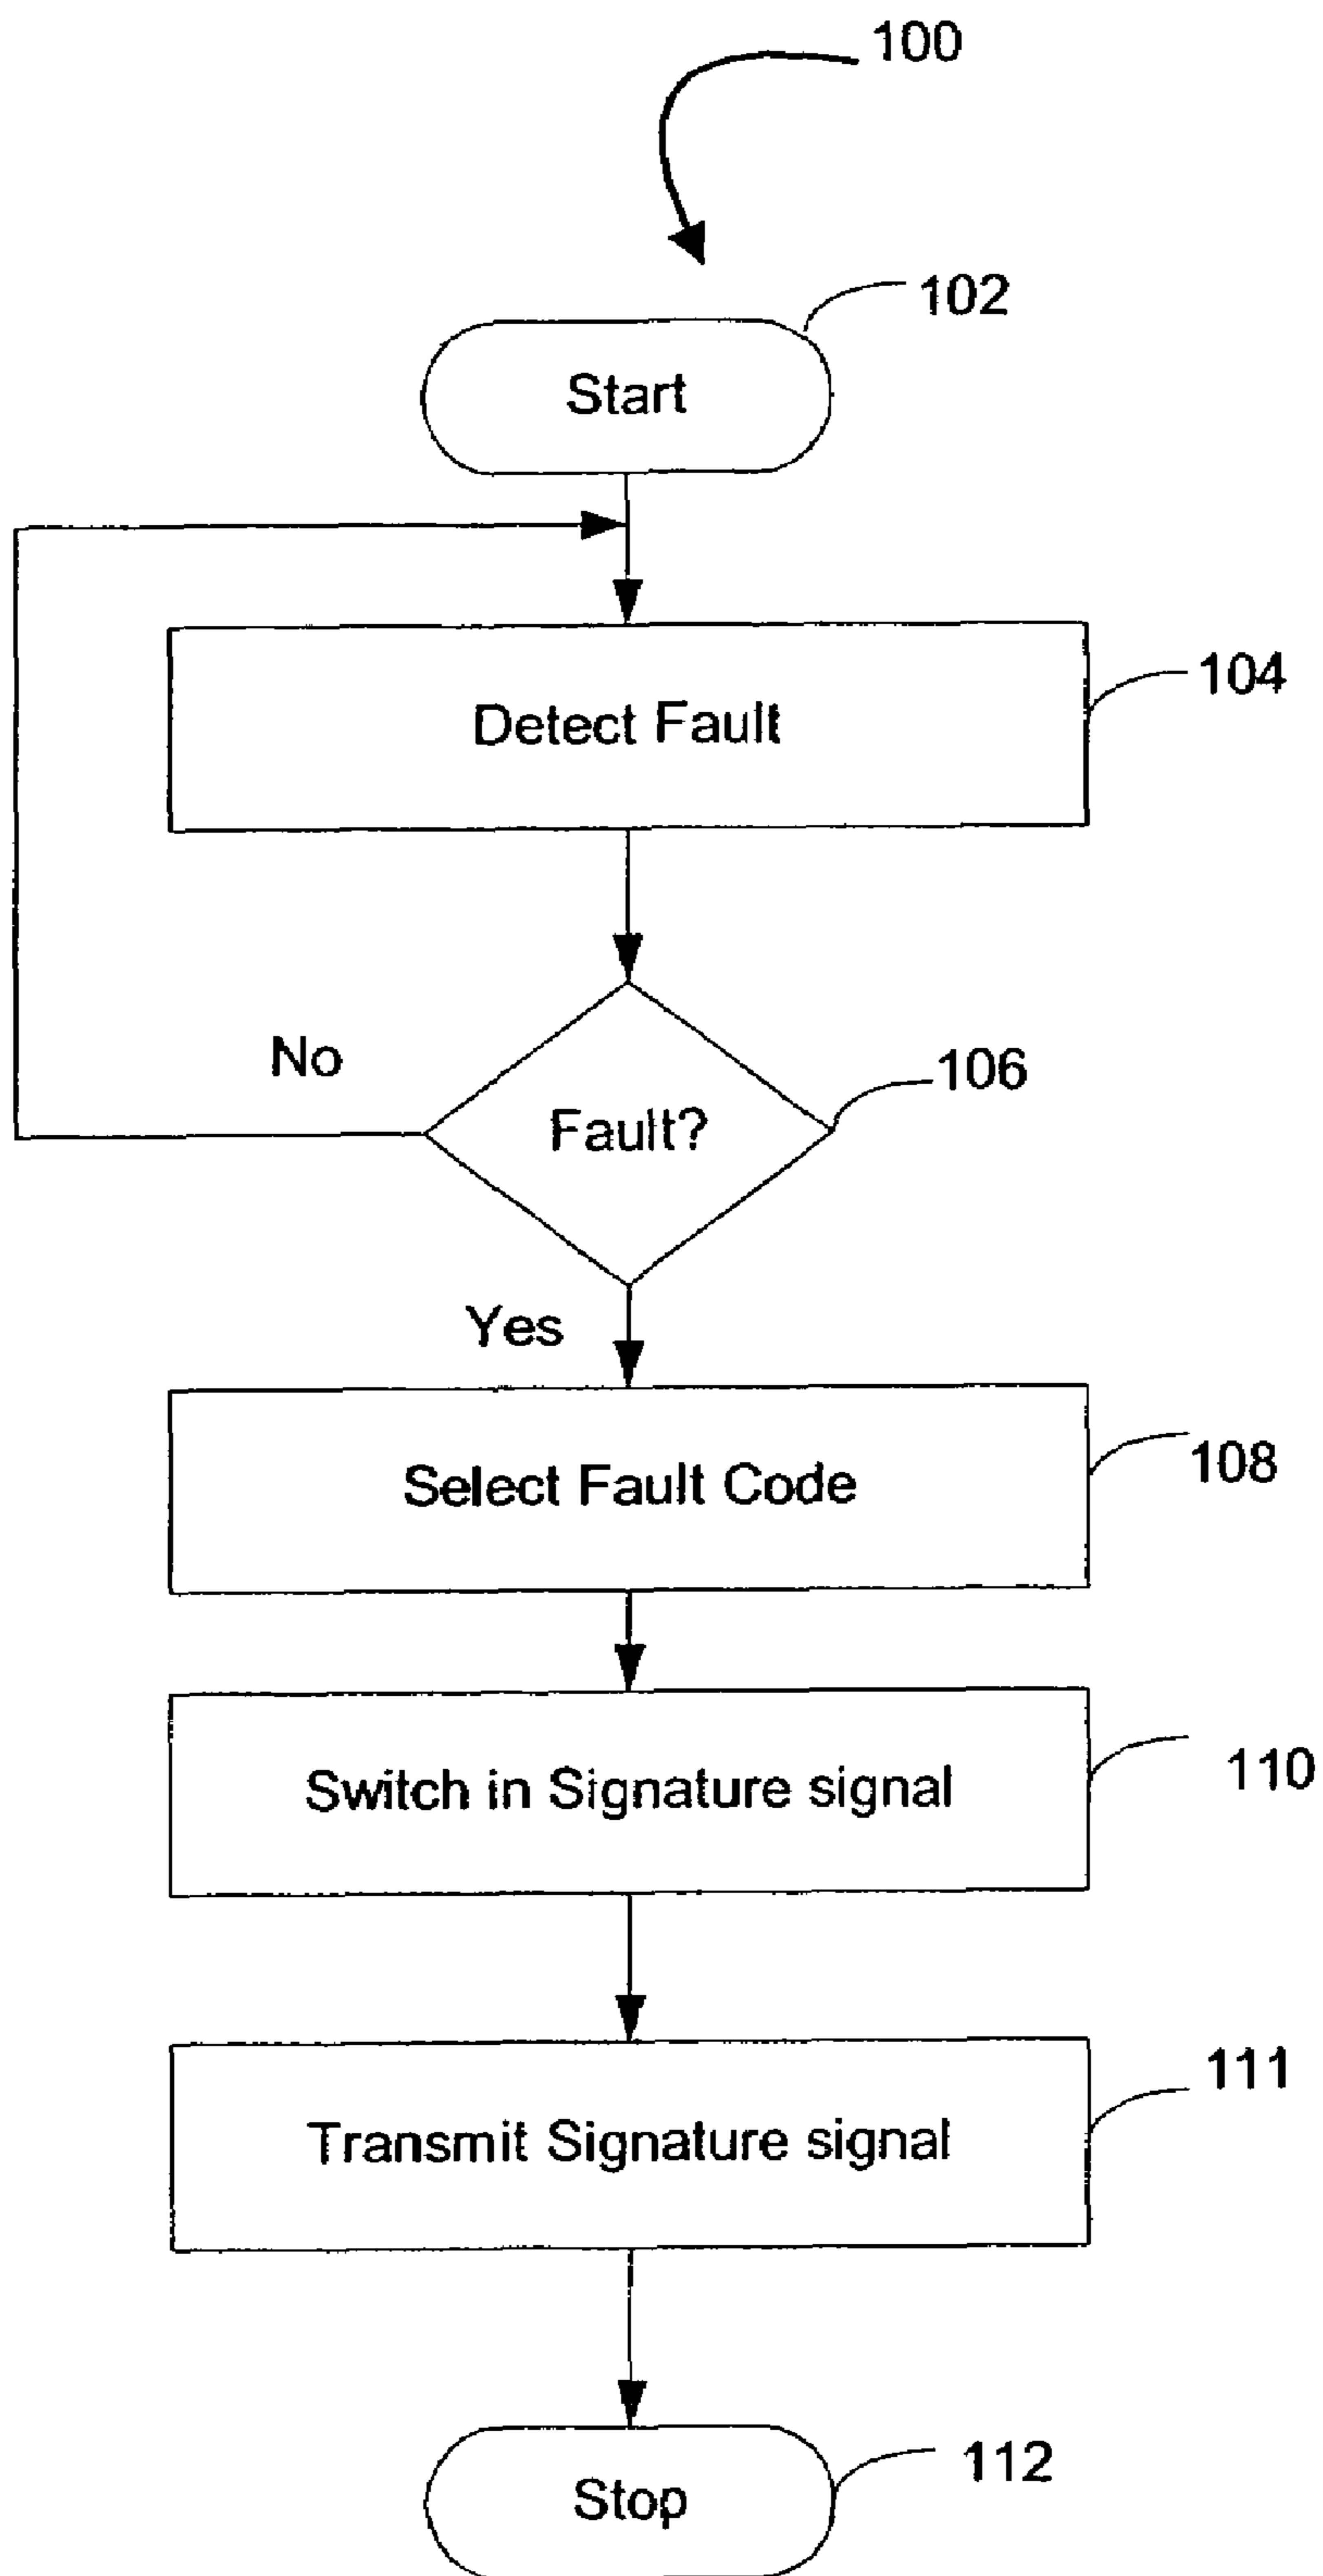 100
102
Start
104
Detect Fault
No
106
Fault?
Yes
108
Select Fault Code
110
Switch in Signature signal
111
Transmit Signature signal
112
Stop